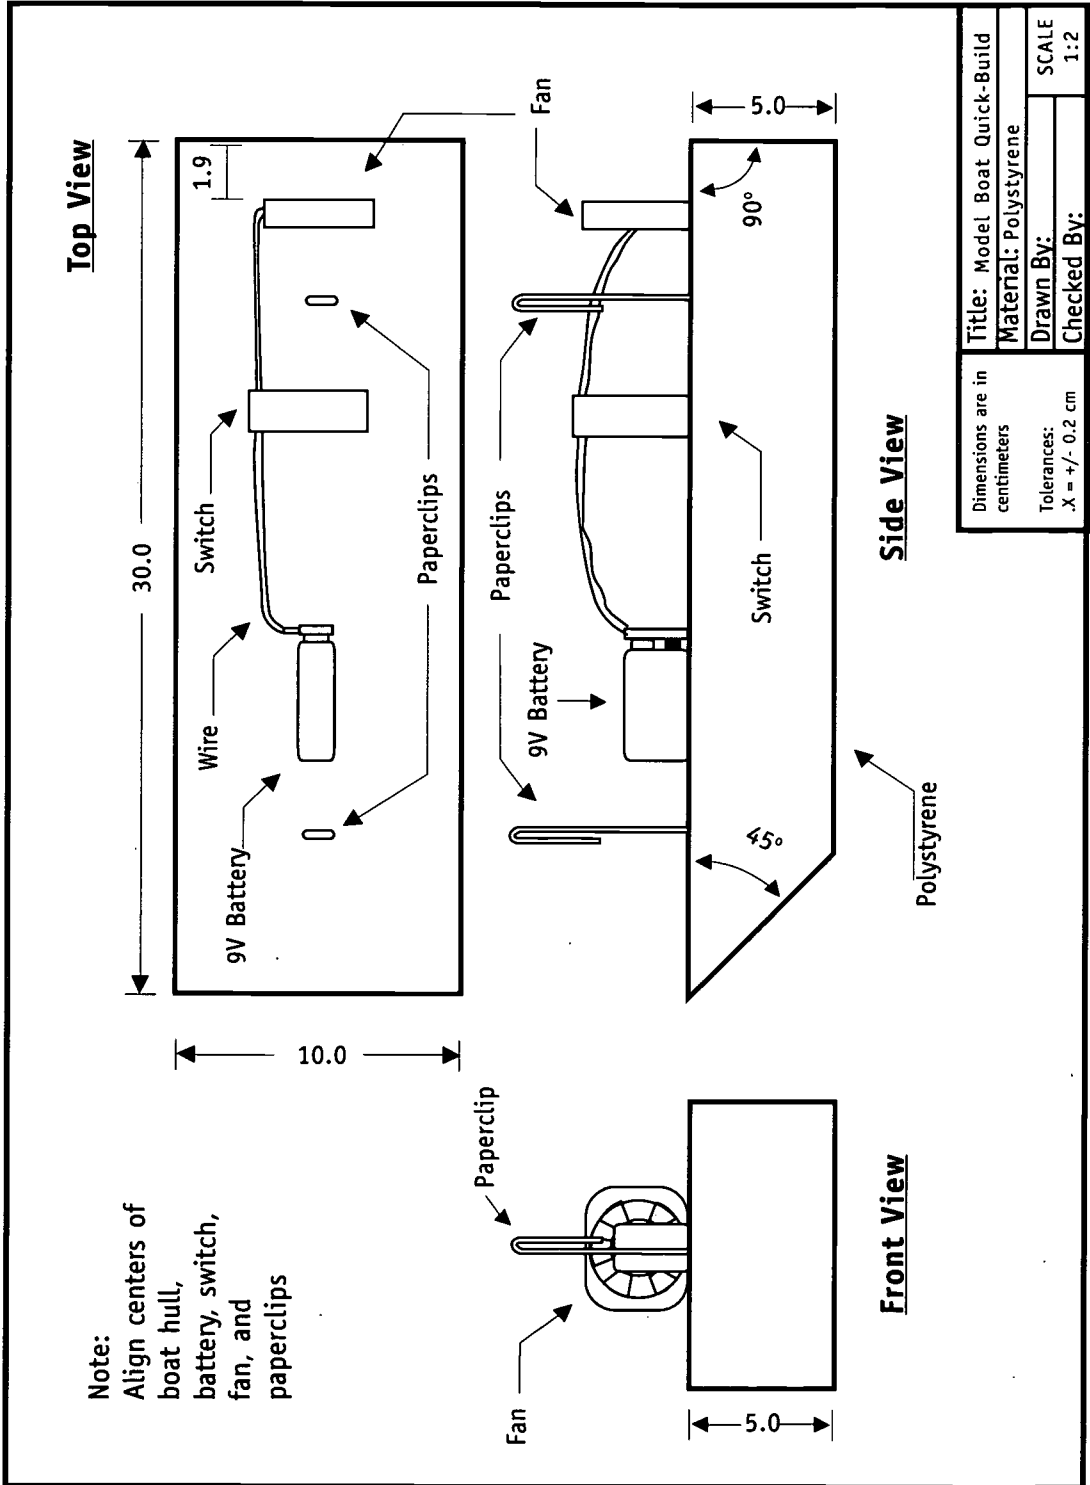 Note:
Align centers of
boat hull,
battery, switch,
fan, and
paperclips
Top View
30.0
10.0
1.9
9V Battery
Wire
Switch
Paperclips
Fan
Paperclips
9V Battery
Switch
45°
90°
5.0
Polystyrene
Side View
Paperclip
Fan
5.0
Front View
Dimensions are in
centimeters
Tolerances:
.X = +/- 0.2 cm
Title: Model Boat Quick-Build
Material: Polystyrene
Drawn By:
Checked By:
SCALE
1:2